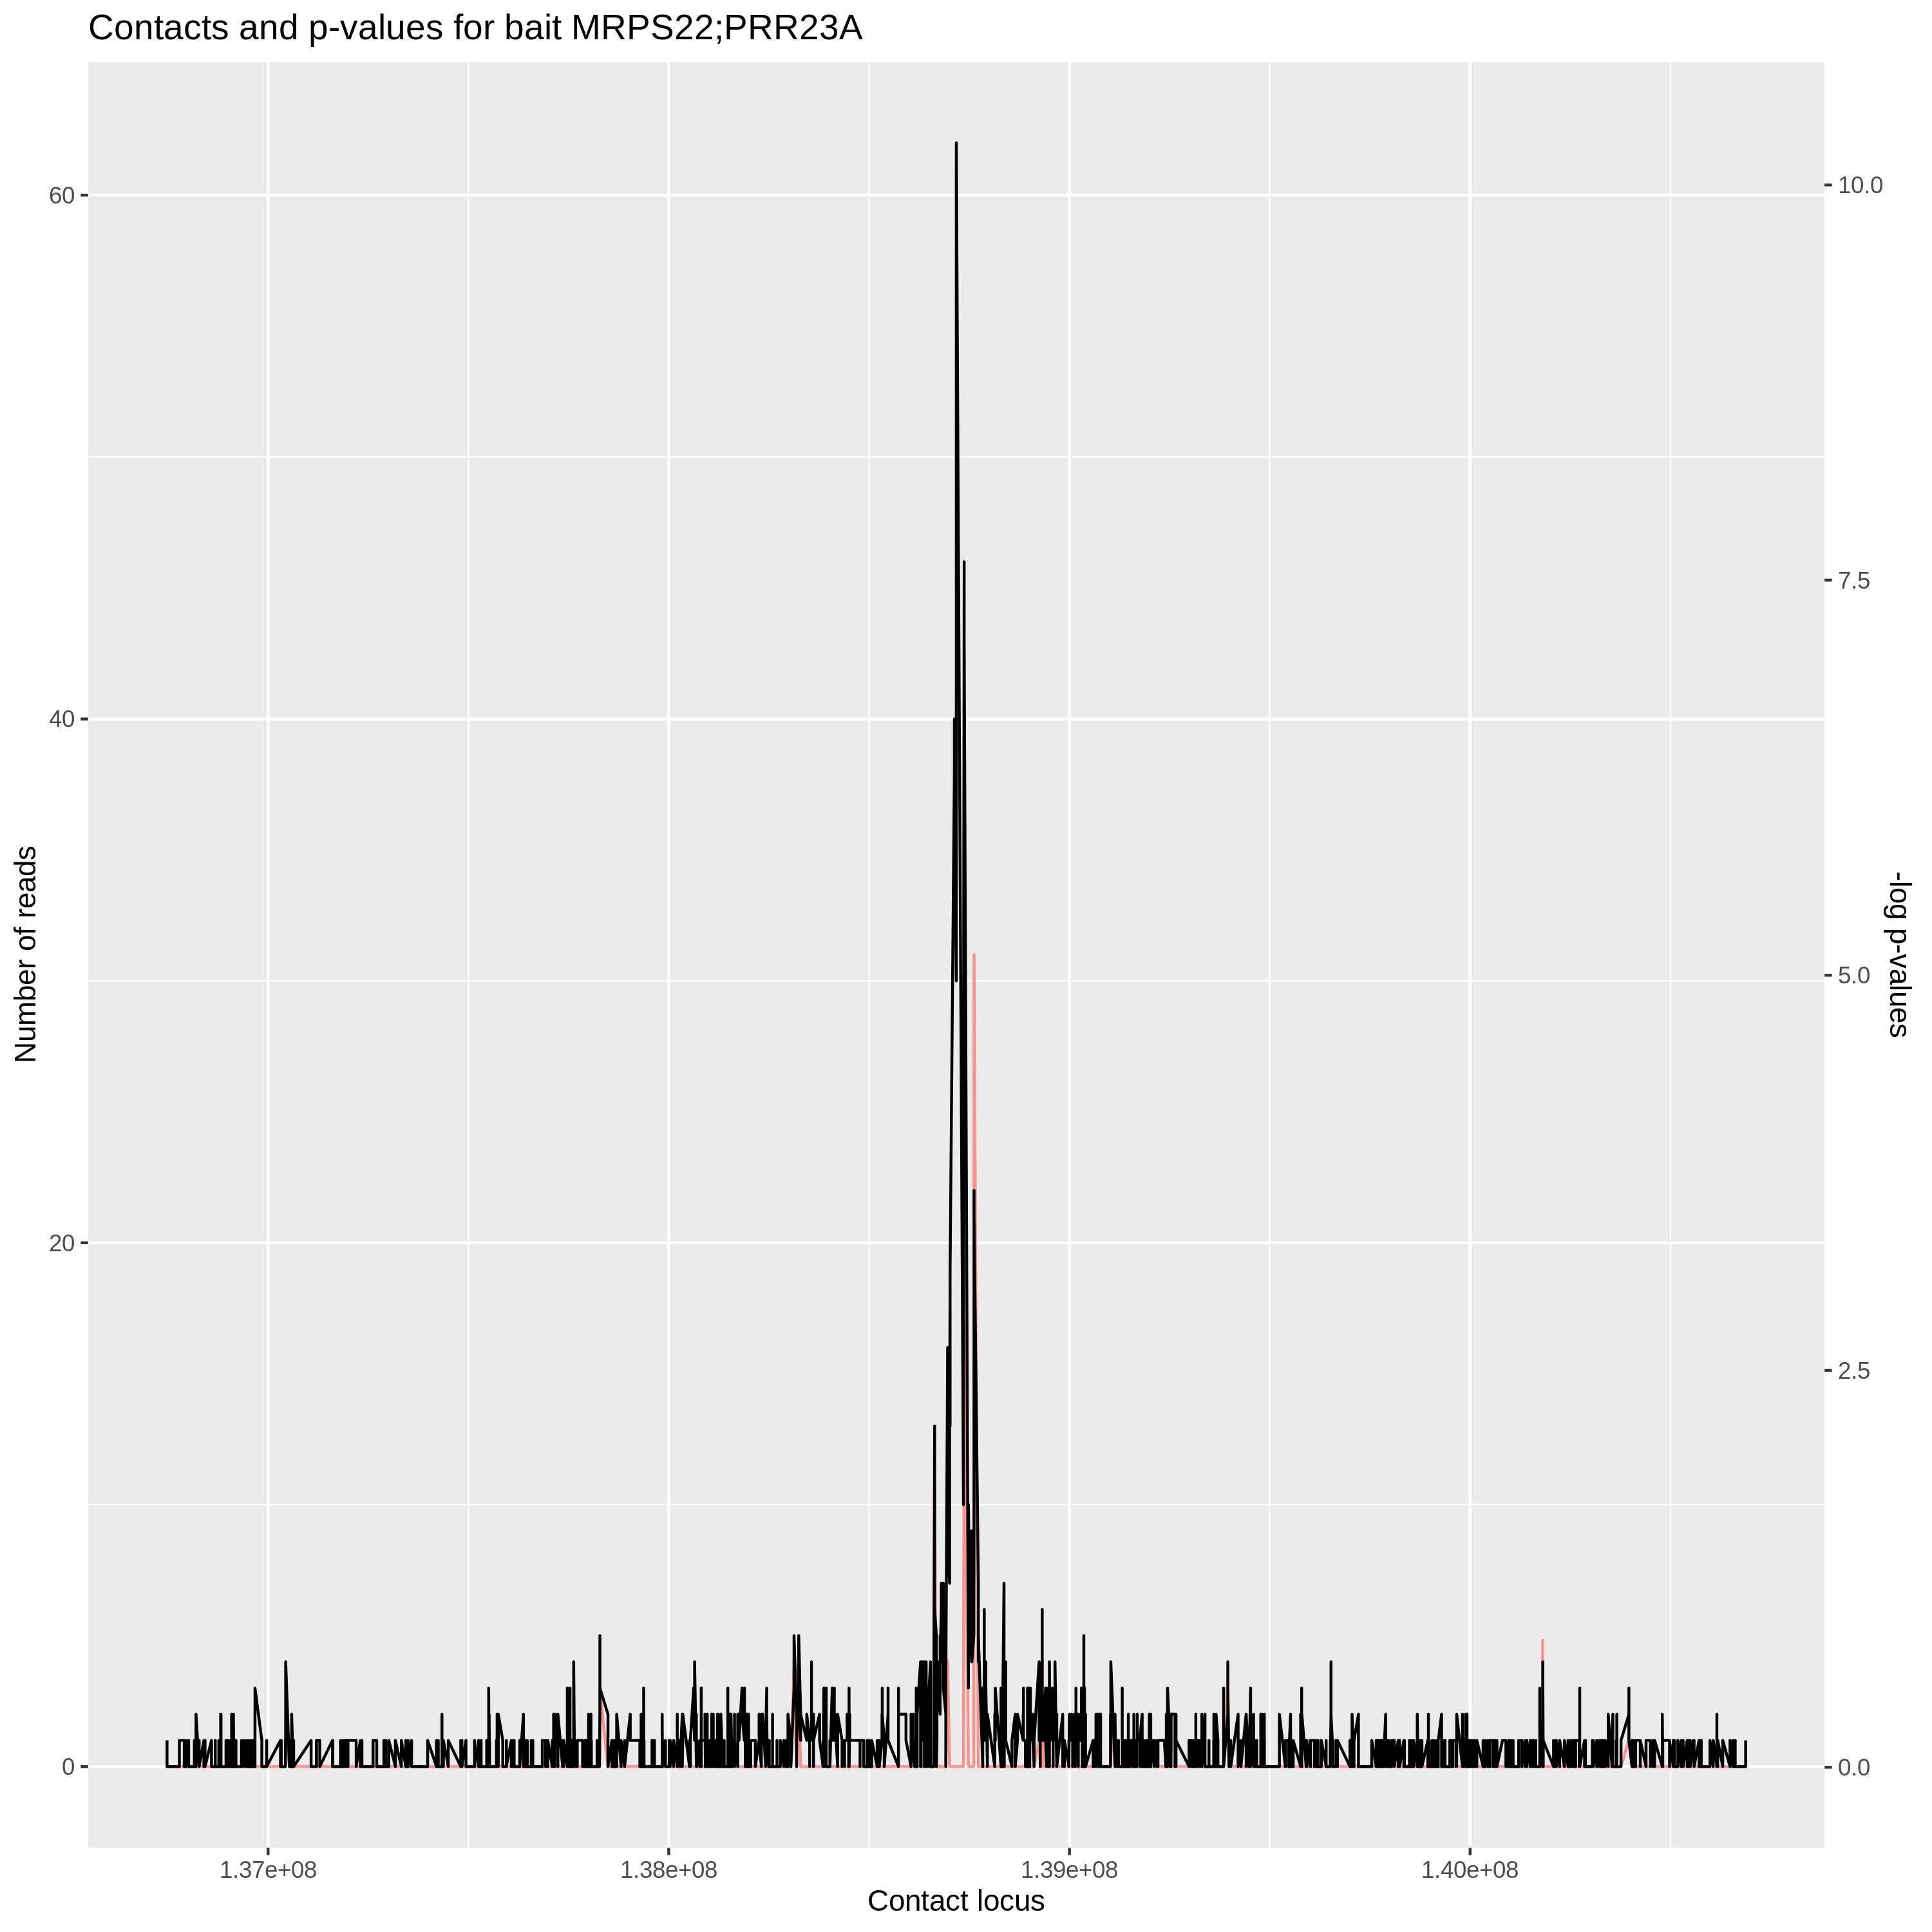 Contacts and p-values for bait MRPS22;PRR23A
60
40
20
0
10.0
7.5
5.0
2.5
0.0
Number of reads
-log p-values
1.37e+08 1.38e+08 1.39e+08 1.40e+08
Contact locus